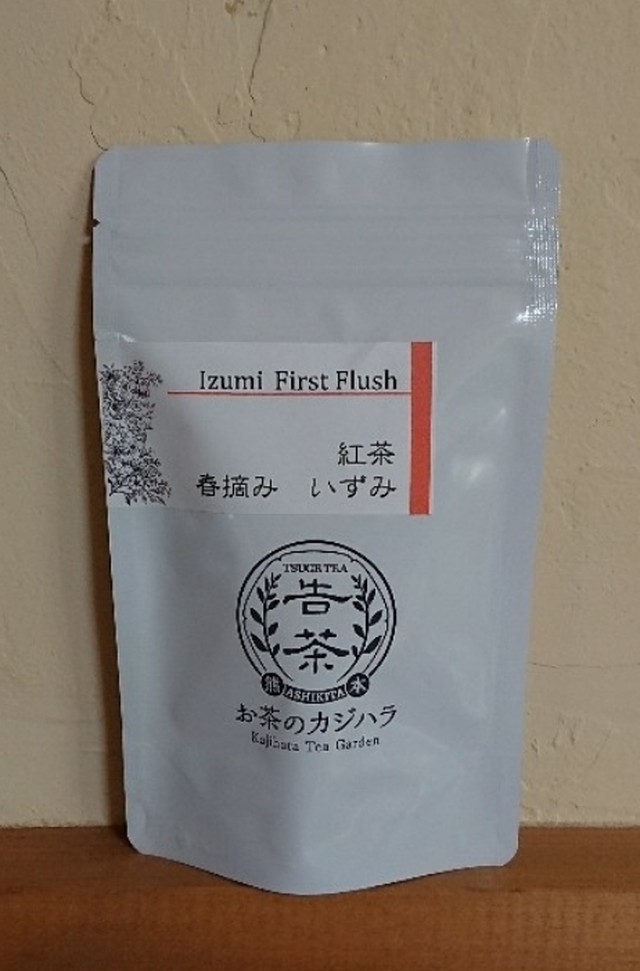 Izumi First Flush
紅茶
春摘み いずみ
TSUGE TEA
告
茶
熊 ASHIKITA 本
お茶のカジハラ
Kajihara Tea Garden